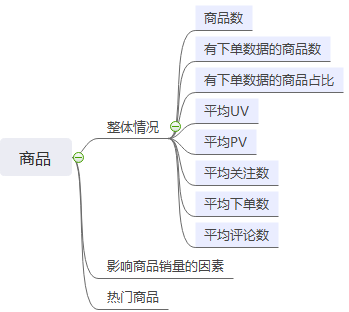 商品
整体情况
商品数
有下单数据的商品数
有下单数据的商品占比
平均UV
平均PV
平均关注数
平均下单数
平均评论数
影响商品销量的因素
热门商品